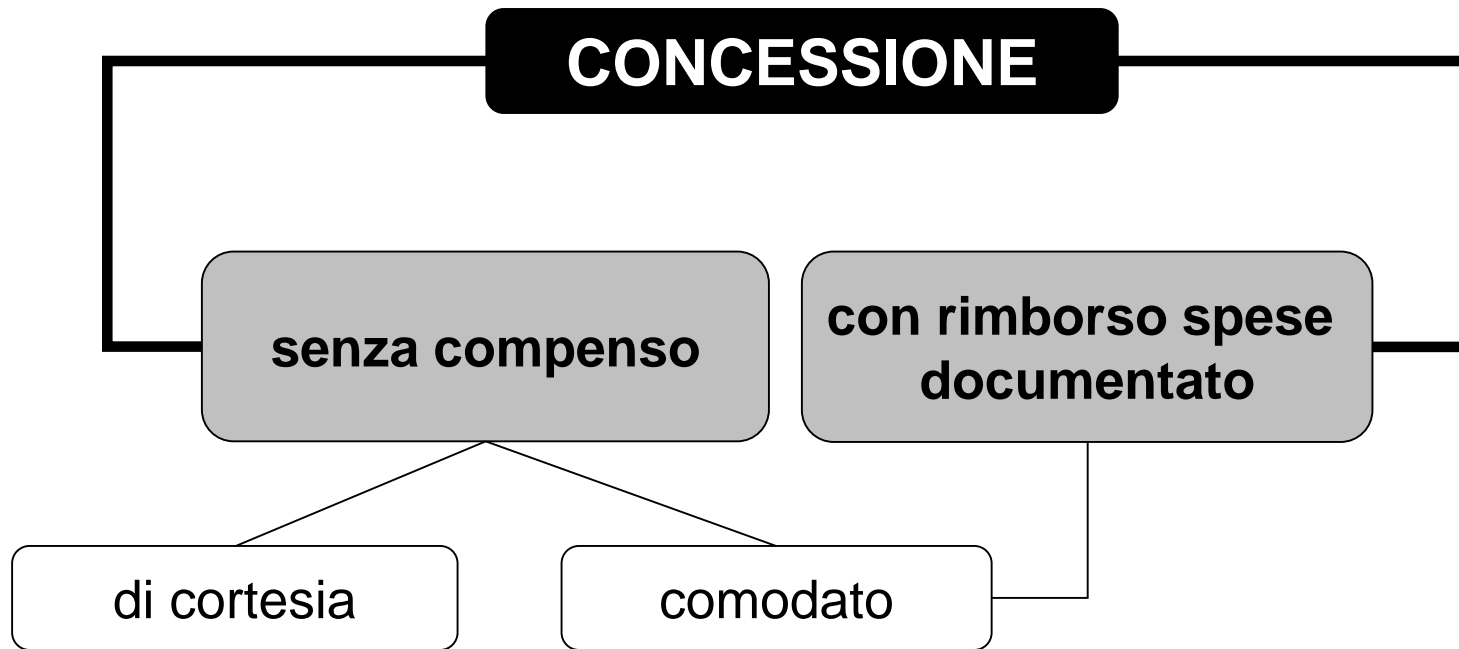 CONCESSIONE
senza compenso
con rimborso spese
documentato
di cortesia
comodato